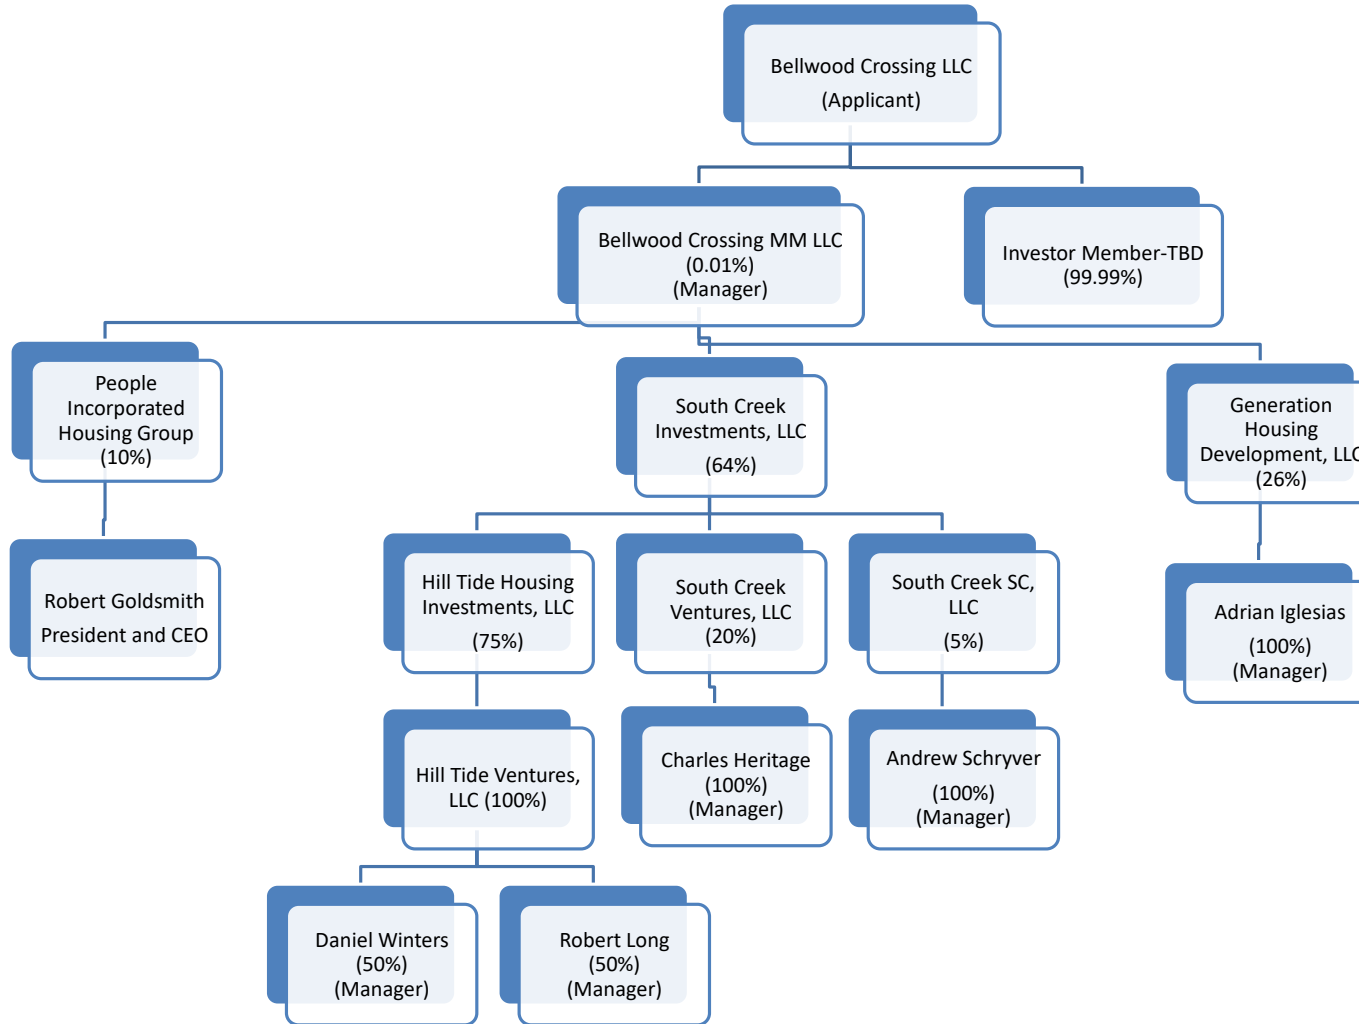 Bellwood Crossing LLC
(Applicant)
Bellwood Crossing MM LLC
(0.01%)
(Manager)
Investor Member-TBD
(99.99%)
People
Incorporated
Housing Group
(10%)
South Creek
Investments, LLC
(64%)
Generation
Housing
Development, LLC
(26%)
Robert Goldsmith
President and CEO
Hill Tide Housing
Investments, LLC
(75%)
South Creek
Ventures, LLC
(20%)
South Creek SC,
LLC
(5%)
Adrian Iglesias
(100%)
(Manager)
Hill Tide Ventures,
LLC (100%)
Charles Heritage
(100%)
(Manager)
Andrew Schryver
(100%)
(Manager)
Daniel Winters
(50%)
(Manager)
Robert Long
(50%)
(Manager)